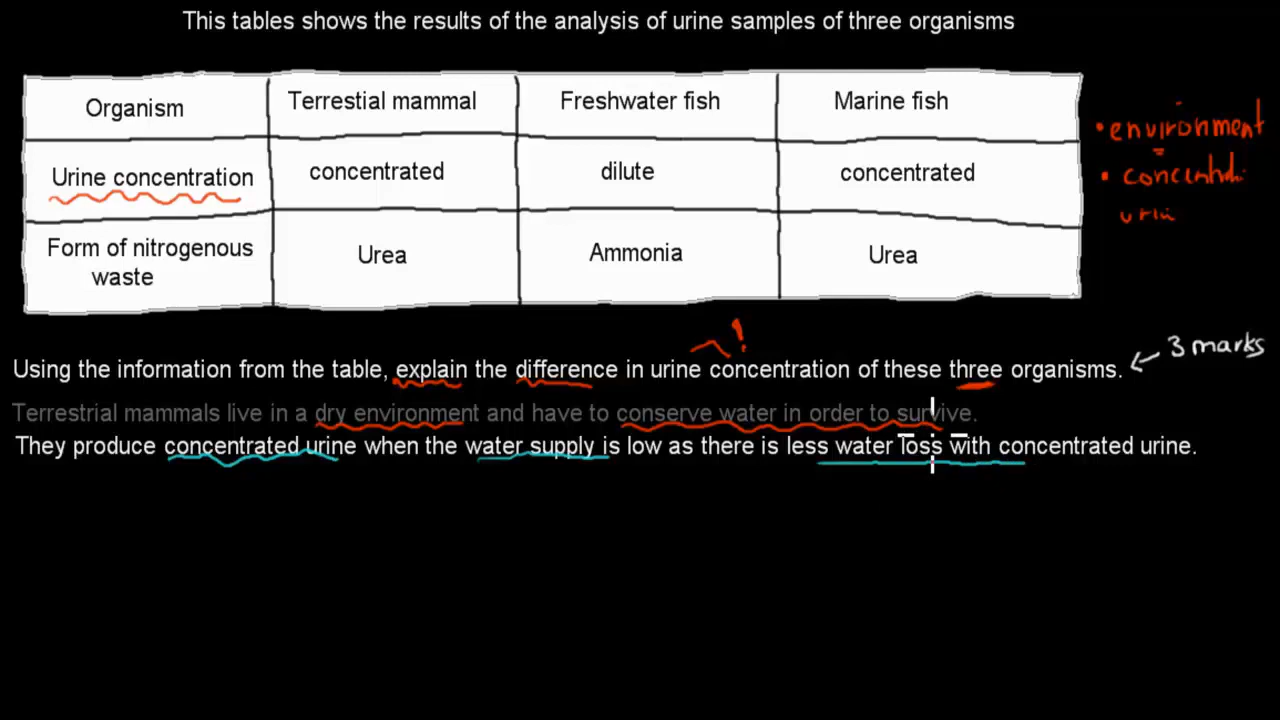 This tables shows the results of the analysis of urine samples of three organisms
Organism Terrestial mammal Freshwater fish Marine fish
Urine concentration concentrated dilute concentrated
Form of nitrogenous
waste
Urea Ammonia Urea
• environment
•
3 marks
Using the information from the table, explain the difference in urine concentration of these three organisms.
Terrestrial mammals live in a dry environment and have to conserve water in order to survive.
They produce concentrated urine when the water supply is low as there is less water loss with concentrated urine.